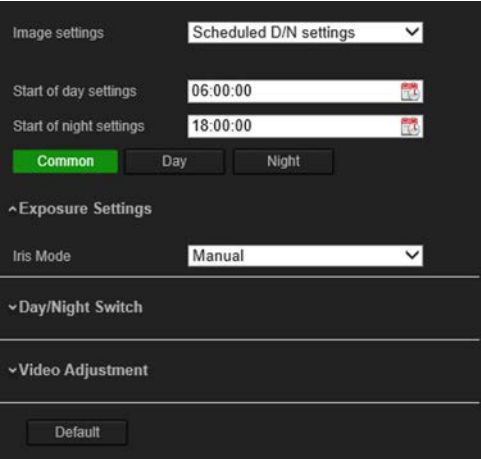 Image settings Scheduled D/N settings
Start of day settings 06:00:00
Start of night settings 18:00:00
Common Day Night
Exposure Settings
Iris Mode Manual
Day/Night Switch
Video Adjustment
Default